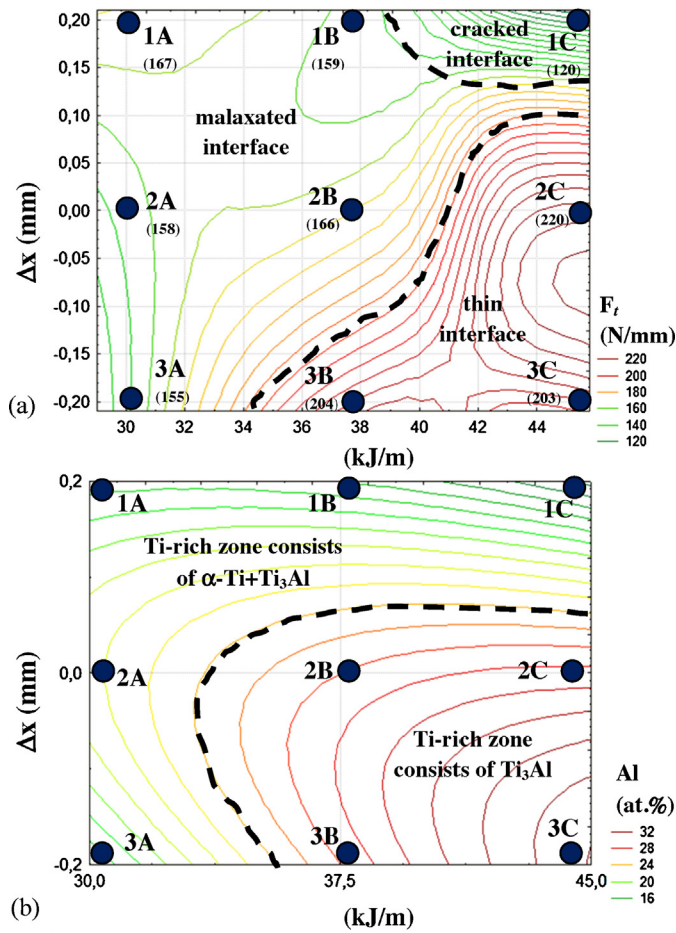 0,20
1A
(167)
1B
(159)
cracked
interface
1C
(120)
0,15
0,10
malaxated
interface
0,05
0,00
2A
(158)
2B
(166)
2C
(220)
-0,05
-0,10
-0,15
-0,20
thin
interface
3A
(155)
3B
(204)
3C
(203)
Δx (mm)
(a)
30 32 34 36 38 40 42 44
(kJ/m)
Ft
(N/mm)
220
200
180
160
140
120
0,2
1A
1B
1C
Ti-rich zone consists
of α-Ti+Ti3Al
0,0
2A
2B
2C
Δx (mm)
Ti-rich zone
consists of Ti3Al
3A
3B
3C
-0,2
30,0 37,5 45,0
(b)
(kJ/m)
Al
(at.%)
32
28
24
20
16